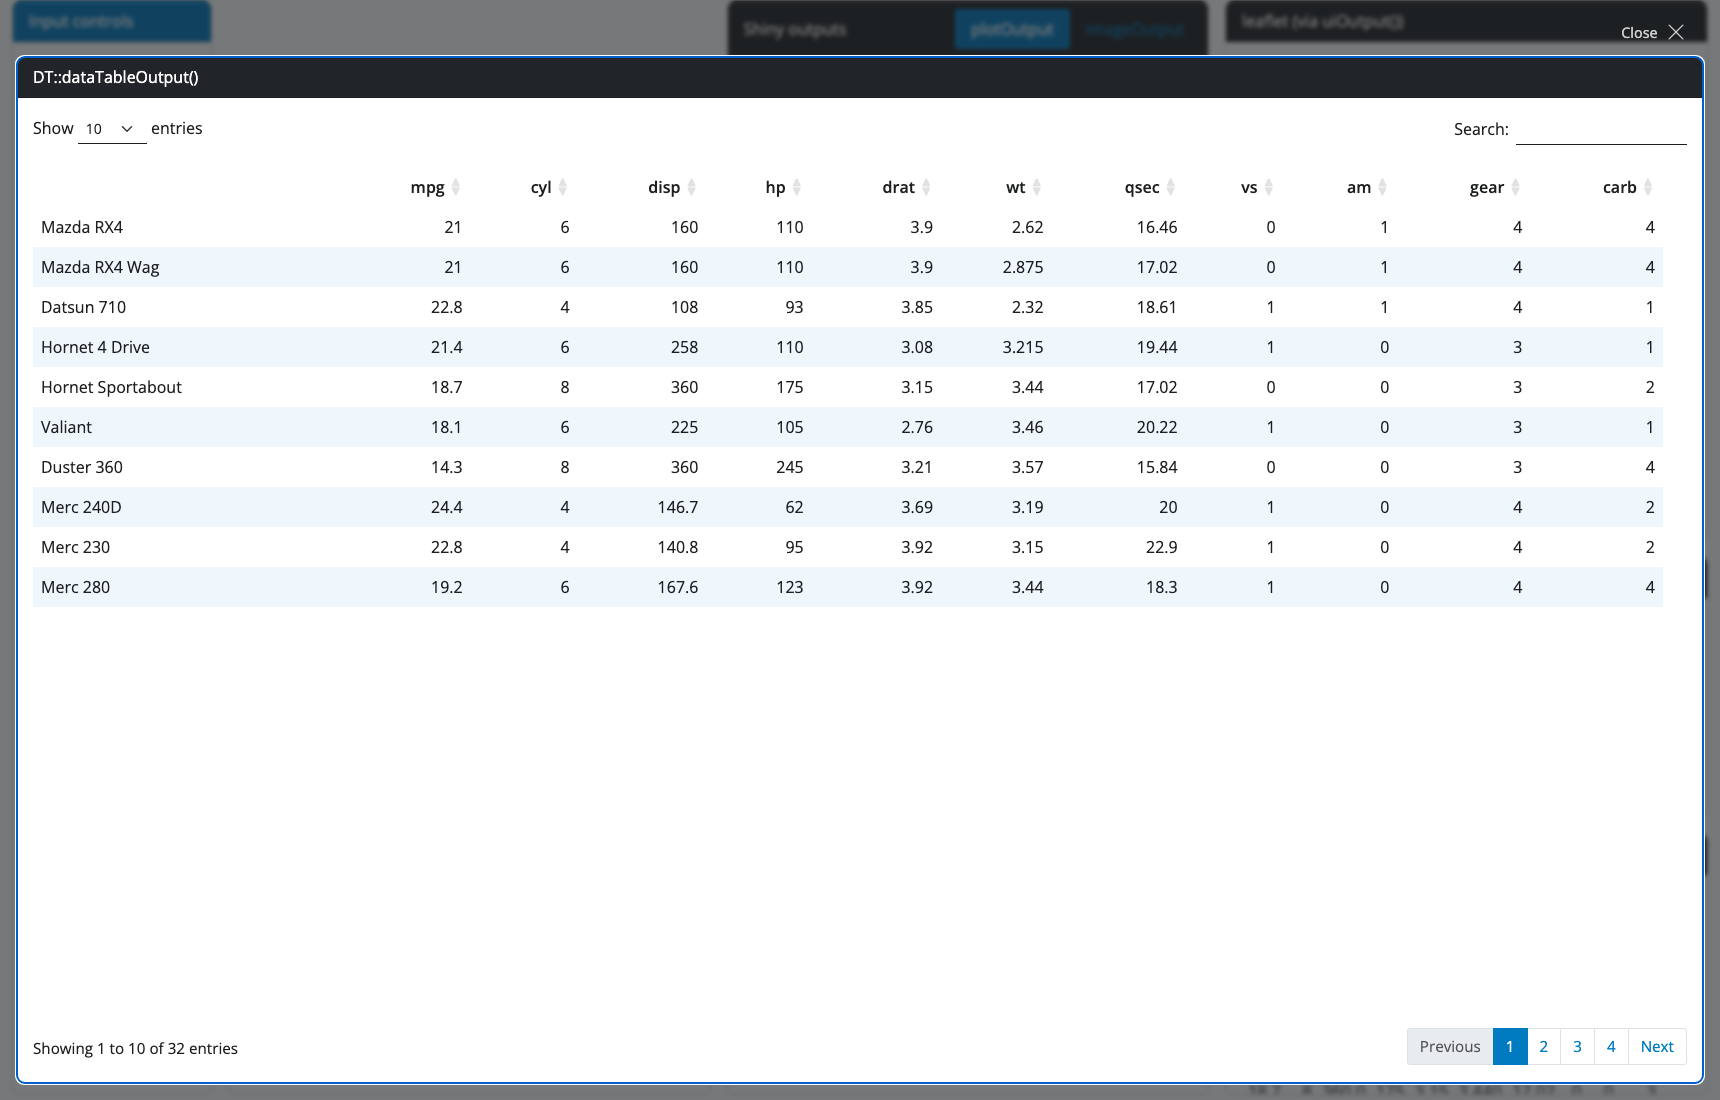 Input controls
Shiny outputs plotOutput imageOutput
leaflet (via uiOutput())
Close
DT::dataTableOutput()
Show 10 entries
Search:
mpg cyl disp hp drat wt qsec vs am gear carb
Mazda RX4 21 6 160 110 3.9 2.62 16.46 0 1 4 4
Mazda RX4 Wag 21 6 160 110 3.9 2.875 17.02 0 1 4 4
Datsun 710 22.8 4 108 93 3.85 2.32 18.61 1 1 4 1
Hornet 4 Drive 21.4 6 258 110 3.08 3.215 19.44 1 0 3 1
Hornet Sportabout 18.7 8 360 175 3.15 3.44 17.02 0 0 3 2
Valiant 18.1 6 225 105 2.76 3.46 20.22 1 0 3 1
Duster 360 14.3 8 360 245 3.21 3.57 15.84 0 0 3 4
Merc 240D 24.4 4 146.7 62 3.69 3.19 20 1 0 4 2
Merc 230 22.8 4 140.8 95 3.92 3.15 22.9 1 0 4 2
Merc 280 19.2 6 167.6 123 3.92 3.44 18.3 1 0 4 4
Showing 1 to 10 of 32 entries
Previous 1 2 3 4 Next